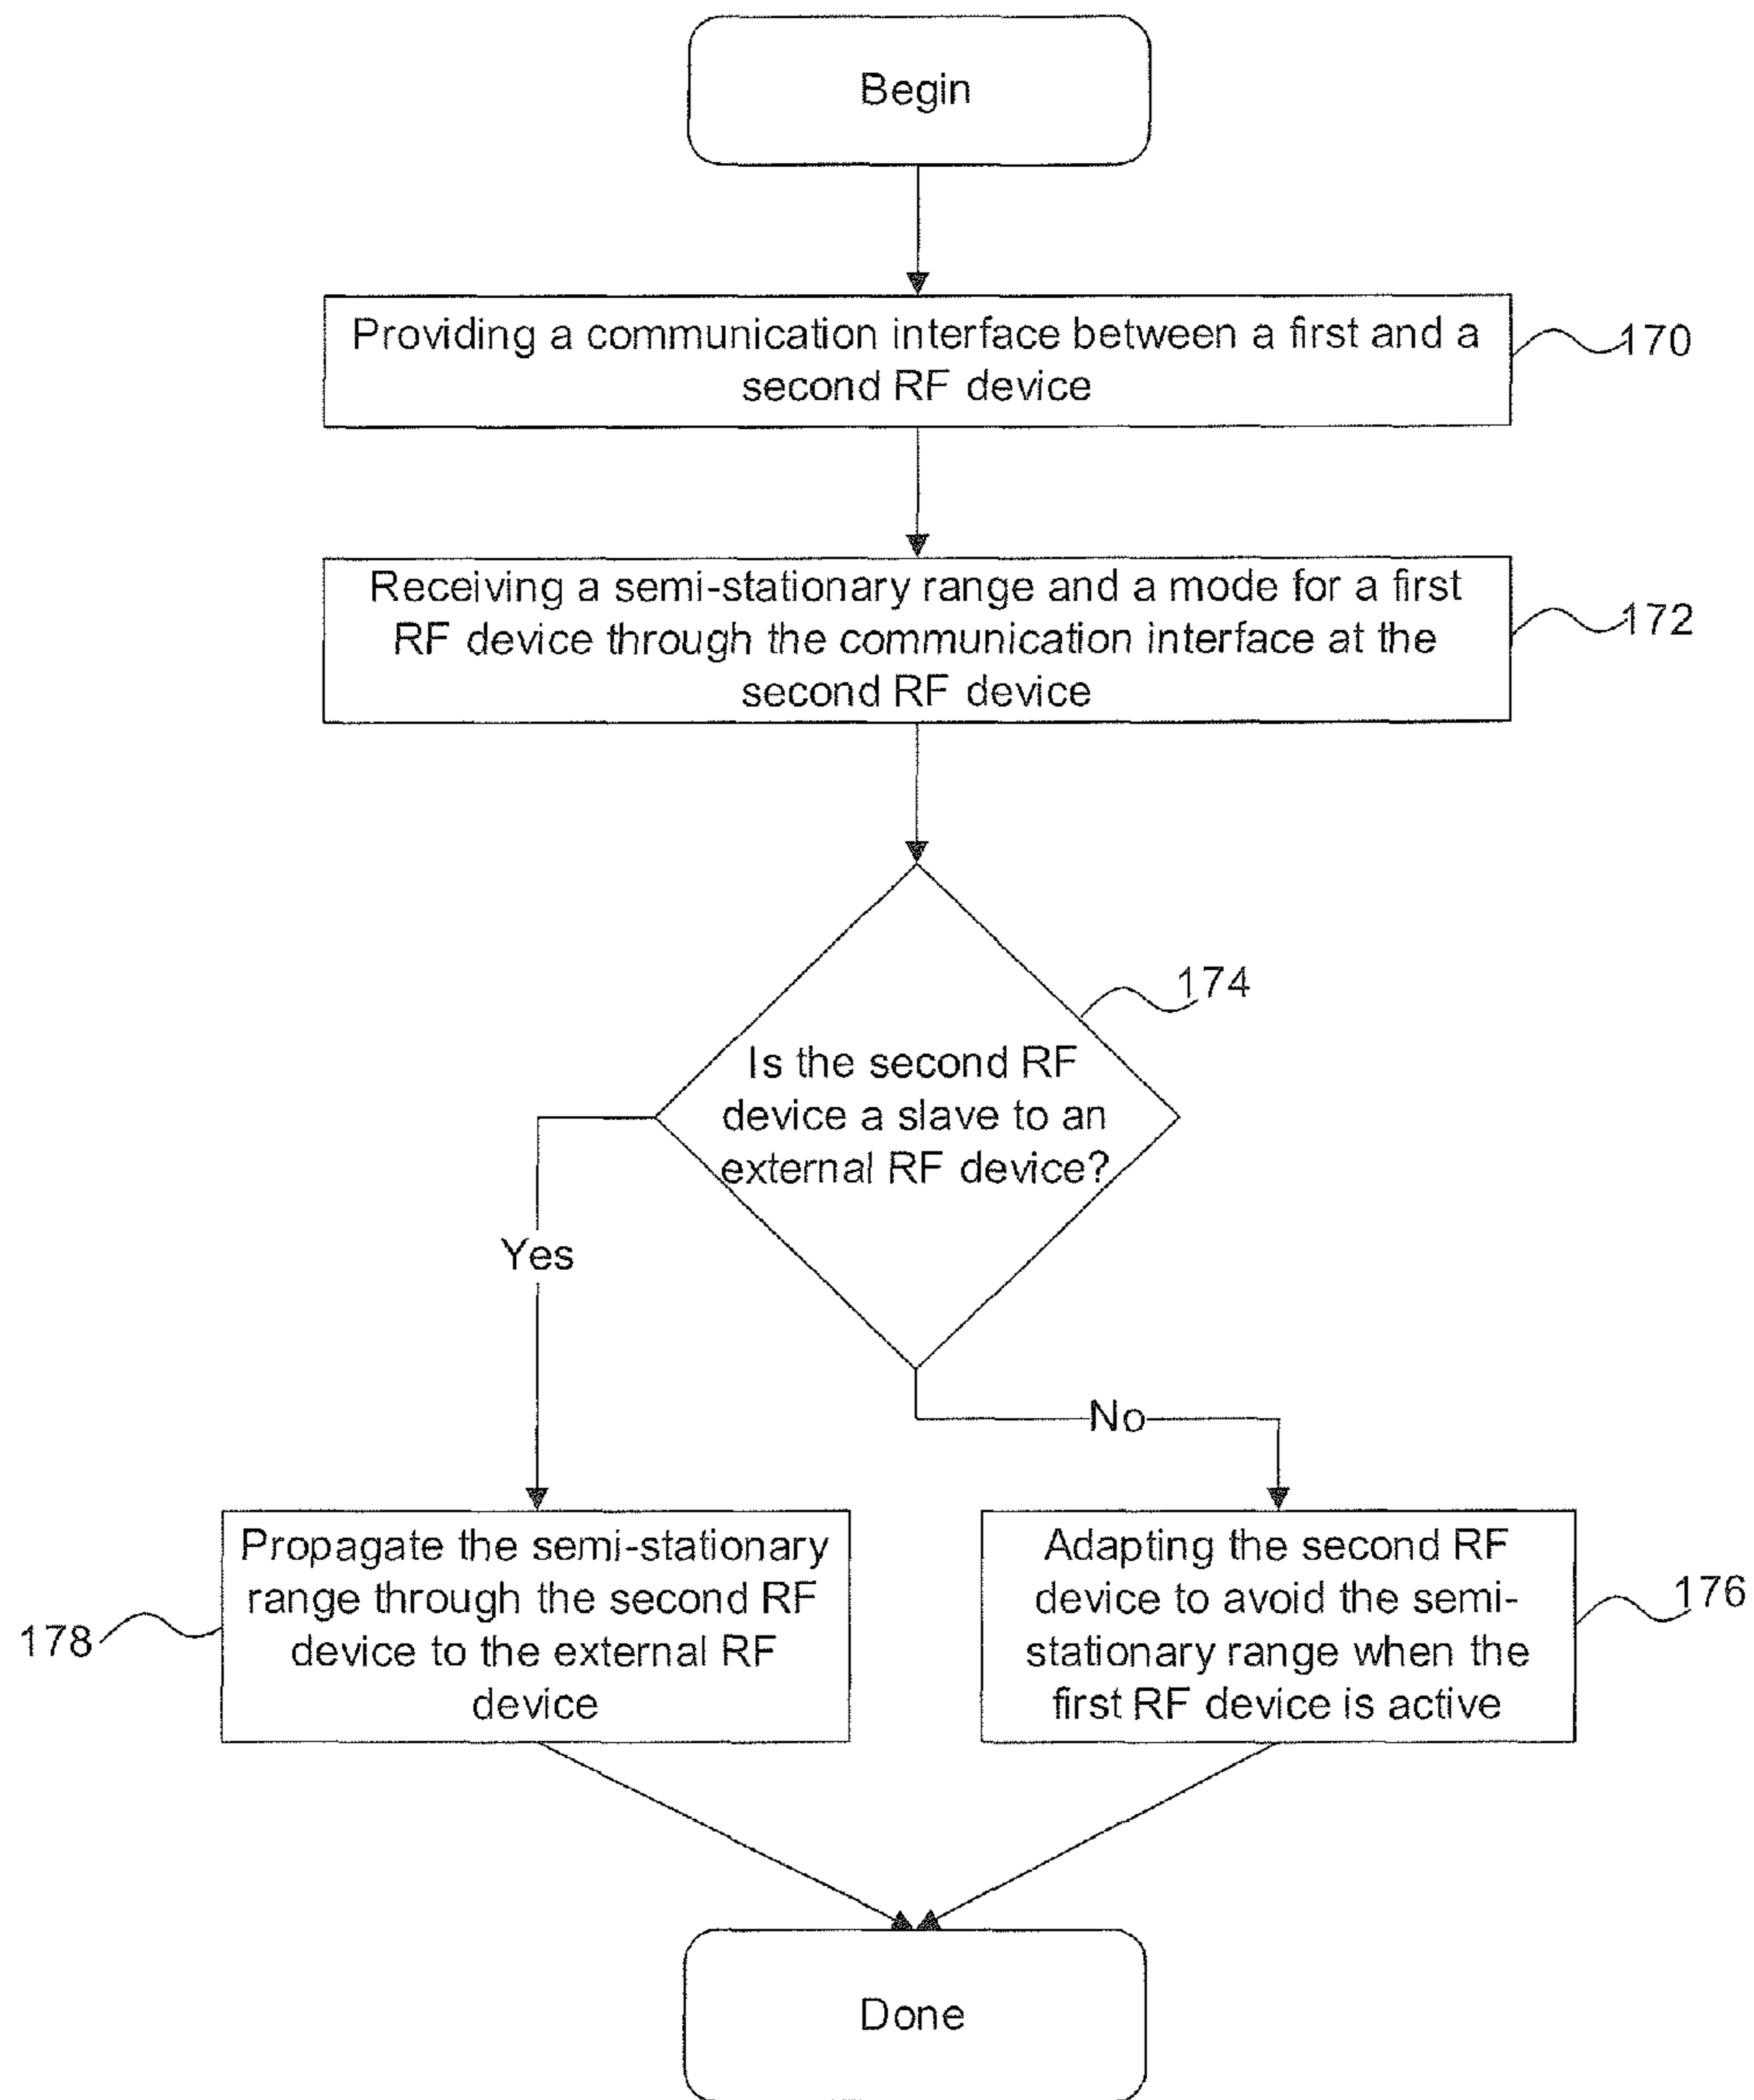 Begin
Providing a communication interface between a first and a
second RF device
170
Receiving a semi-stationary range and a mode for a first
RF device through the communication interface at the
second RF device
172
174
Is the second RF
device a slave to an
external RF device?
Yes
No
Propagate the semi-stationary
range through the second RF
device to the external RF
device
178
Adapting the second RF
device to avoid the semi-
stationary range when the
first RF device is active
176
Done